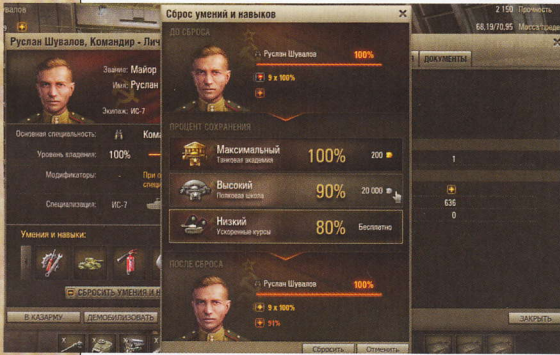 2 150 Прочность
68,19/70,95
Руслан Шувалов, Командир - Лич
Звание: Майор
Имя: Руслан
Экипаж: ИС-7
Основная специальность:
Уровень владения: 100%
Модификаторы: -
При п
специ
Специализация: ИС-7
Умения и навыки:
СБРОСИТЬ УМЕНИЯ И Н
В КАЗАРМУ
ДЕМОБИЛИЗОВАТЬ
Сброс умений и навыков
ДО СБРОСА
Руслан Шувалов 100%
9 x 100%
ПРОЦЕНТ СОХРАНЕНИЯ
Максимальный
Танковая академия
100% 200
Высокий
Полковая школа
90% 20 000
Низкий
Ускоренные курсы
80% Бесплатно
ПОСЛЕ СБРОСА
Руслан Шувалов 100%
9 x 100%
91%
Сбросить
Отменить
ДОКУМЕНТЫ
1
636
0
ЗАКРЫТЬ